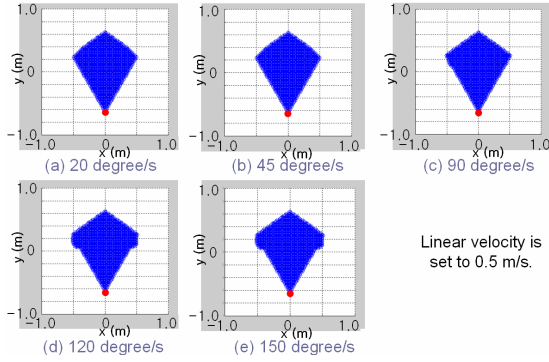 1.0
y (m)
0
-1.0
-1.0 0 1.0
x (m)
(a) 20 degree/s
1.0
y (m)
0
-1.0
-1.0 0 1.0
x (m)
(b) 45 degree/s
1.0
y (m)
0
-1.0
-1.0 0 1.0
x (m)
(c) 90 degree/s
1.0
y (m)
0
-1.0
-1.0 0 1.0
x (m)
(d) 120 degree/s
1.0
y (m)
0
-1.0
-1.0 0 1.0
x (m)
(e) 150 degree/s
Linear velocity is
set to 0.5 m/s.